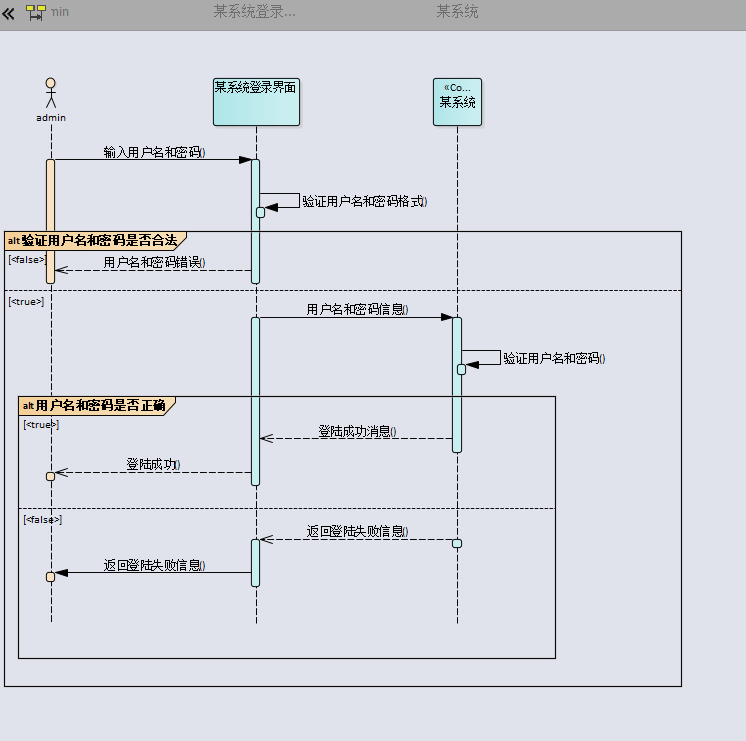 min
某系统登录...
某系统
某系统登录界面
«Co...
某系统
admin
输入用户名和密码()
验证用户名和密码格式()
alt 验证用户名和密码是否合法
[<false>]
用户名和密码错误()
[<true>]
用户名和密码信息()
验证用户名和密码()
alt 用户名和密码是否正确
[<true>]
登陆成功消息()
登陆成功()
[<false>]
返回登陆失败信息()
返回登陆失败信息()